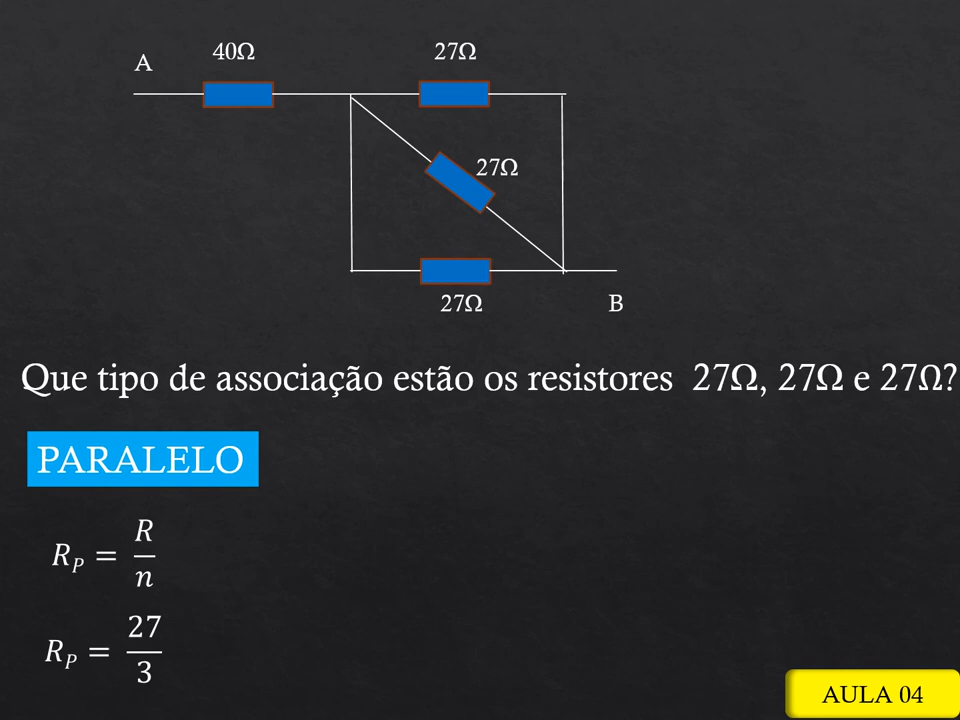 40Ω 27Ω
A
27Ω
27Ω B
Que tipo de associação estão os resistores 27Ω, 27Ω e 27Ω?
PARALELO
R_P = R/n
R_P = 27/3
AULA 04